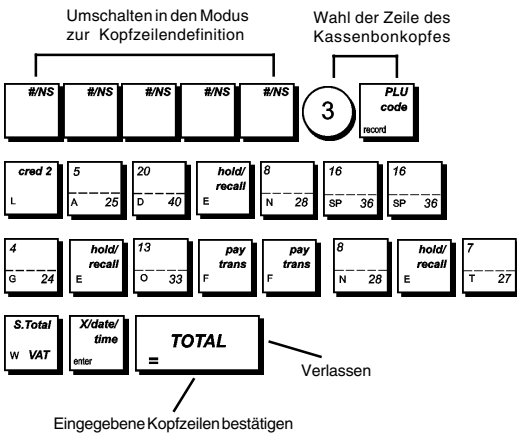 Umschalten in den Modus
zur Kopfzeilendefinition
Wahl der Zeile des
Kassenbonkopfes
#/NS #/NS #/NS #/NS #/NS 3 PLU code record
cred 2 L
5 A 25
20 D 40
hold/ recall E
8 N 28
16 SP 36
16 SP 36
4 G 24
hold/ recall E
13 O 33
pay trans F
pay trans F
8 N 28
hold/ recall E
7 T 27
S.Total W VAT
X/date/ time enter
TOTAL =
Verlassen
Eingegebene Kopfzeilen bestätigen